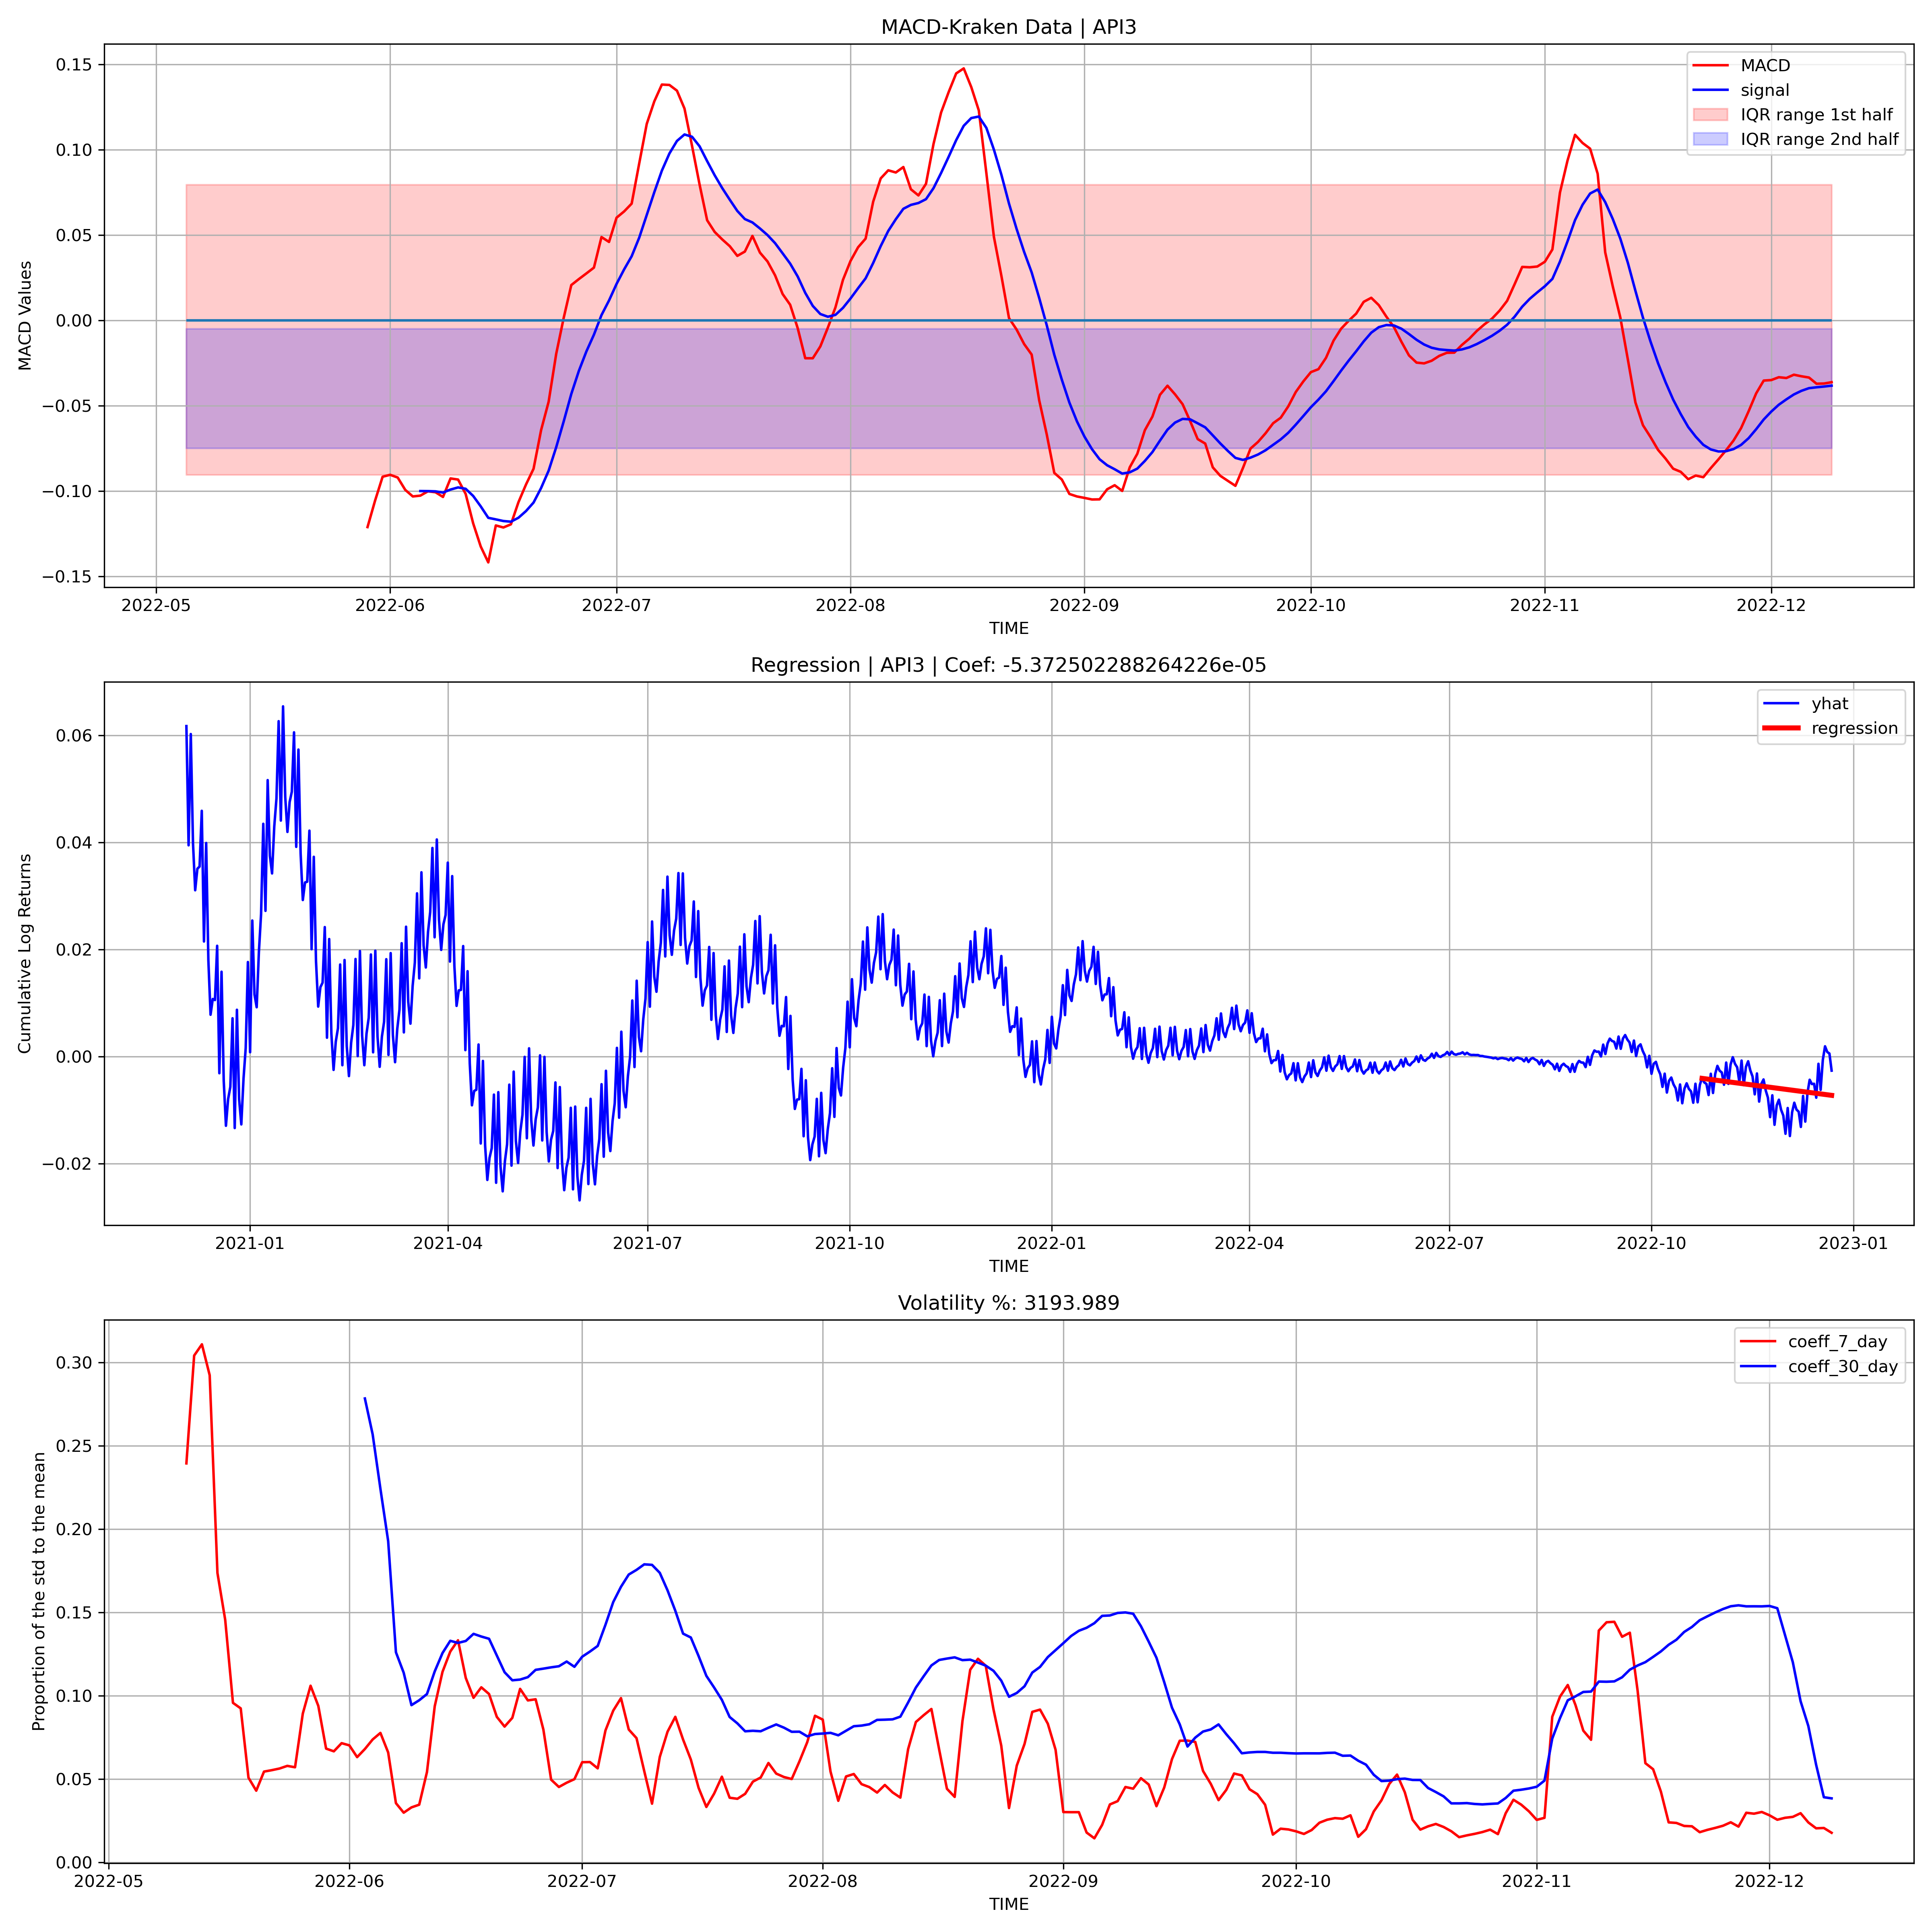 MACD-Kraken Data | API3
MACD Values
0.15
0.10
0.05
0.00
−0.05
−0.10
−0.15
MACD
signal
IQR range 1st half
IQR range 2nd half
2022-05 2022-06 2022-07 2022-08 2022-09 2022-10 2022-11 2022-12
TIME
Regression | API3 | Coef: -5.372502288264226e-05
Cumulative Log Returns
0.06
0.04
0.02
0.00
−0.02
yhat
regression
2021-01 2021-04 2021-07 2021-10 2022-01 2022-04 2022-07 2022-10 2023-01
TIME
Volatility %: 3193.989
Proportion of the std to the mean
0.30
0.25
0.20
0.15
0.10
0.05
0.00
coeff_7_day
coeff_30_day
2022-05 2022-06 2022-07 2022-08 2022-09 2022-10 2022-11 2022-12
TIME